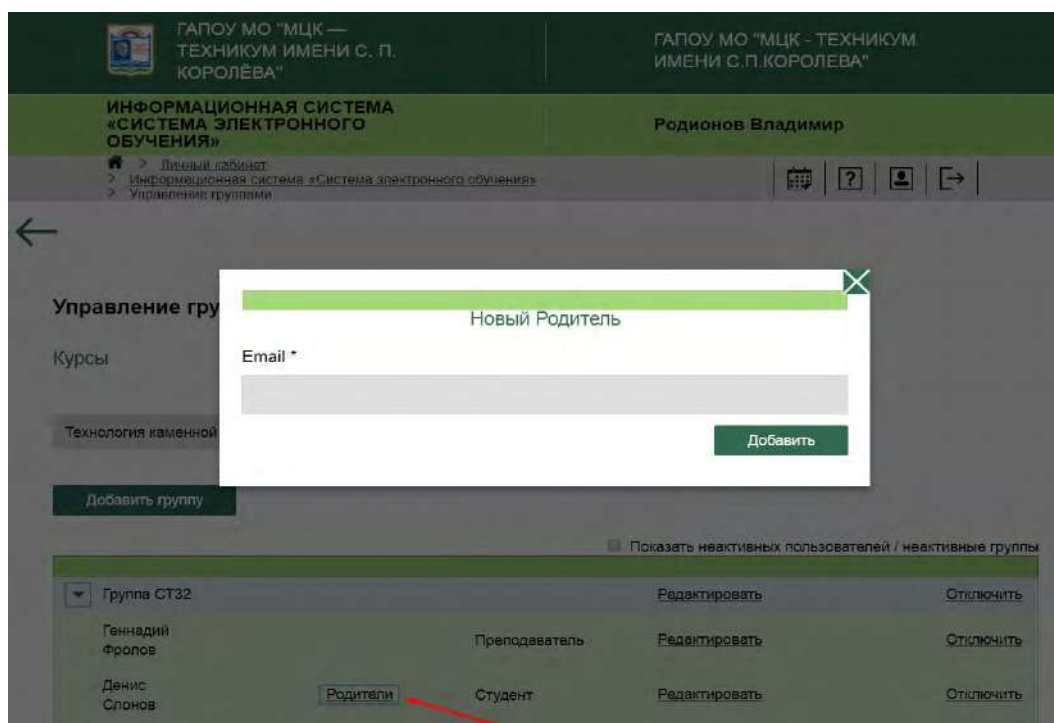 ГАПОУ МО "МЦК —
ТЕХНИКУМ ИМЕНИ С. П.
КОРОЛЁВА"
ГАПОУ МО "МЦК - ТЕХНИКУМ
ИМЕНИ С.П.КОРОЛЕВА"
ИНФОРМАЦИОННАЯ СИСТЕМА
«СИСТЕМА ЭЛЕКТРОННОГО
ОБУЧЕНИЯ»
Родионов Владимир
> Личный кабинет
> Информационная система «Система электронного обучения»
> Управление группами
Управление гру
Новый Родитель
Курсы
Email *
Технология каменной
Добавить
Добавить группу
Показать неактивных пользователей / неактивные группы
Группа СТ32 Редактировать Отключить
Геннадий
Фролов
Преподаватель Редактировать Отключить
Денис
Слонов
Родители Студент Редактировать Отключить